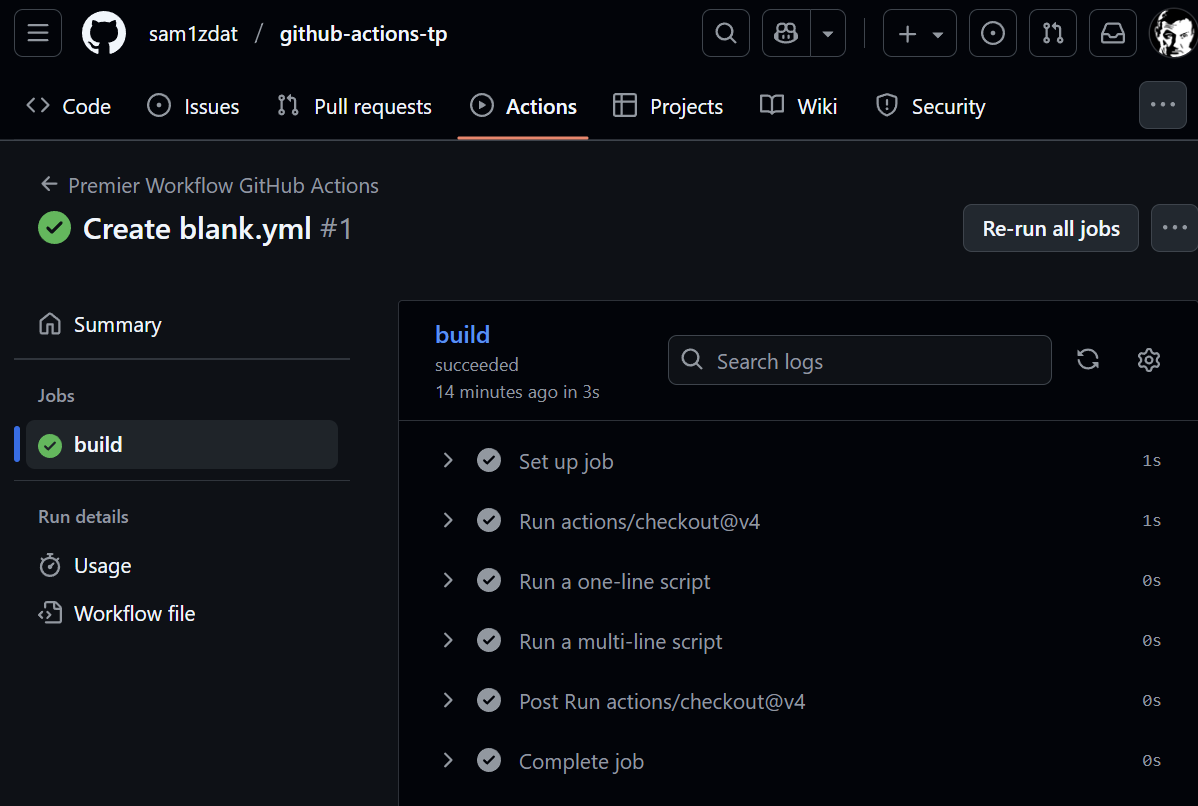 sam1zdat / github-actions-tp
Code Issues Pull requests Actions Projects Wiki Security
Premier Workflow GitHub Actions
Create blank.yml #1
Re-run all jobs
Summary
Jobs
build
Run details
Usage
Workflow file
build
succeeded
14 minutes ago in 3s
Search logs
Set up job 1s
Run actions/checkout@v4 1s
Run a one-line script 0s
Run a multi-line script 0s
Post Run actions/checkout@v4 0s
Complete job 0s